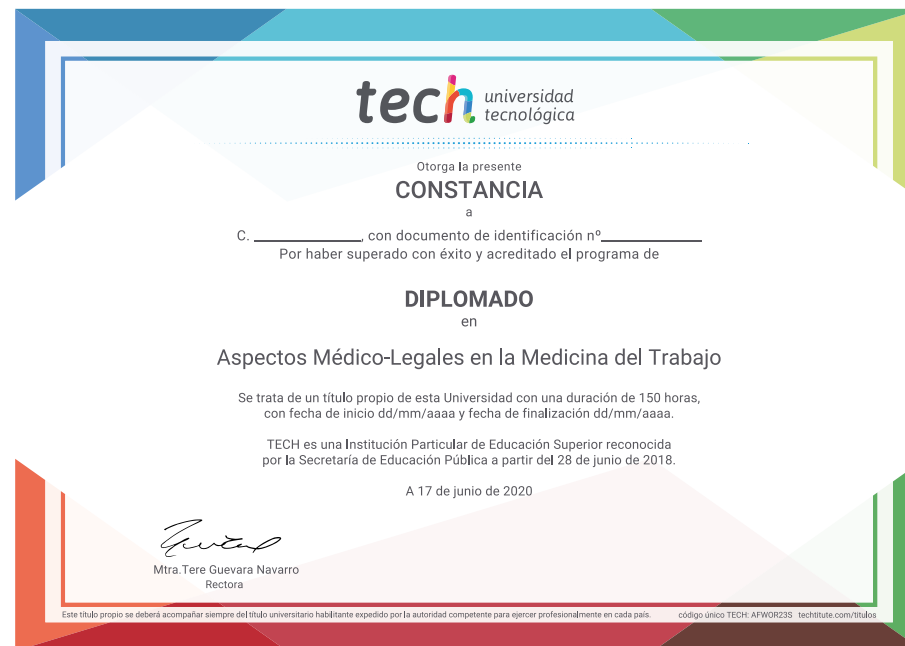 tech universidad
tecnológica
Otorga la presente
CONSTANCIA
a
C. ____________, con documento de identificación nº____________
Por haber superado con éxito y acreditado el programa de
DIPLOMADO
en
Aspectos Médico-Legales en la Medicina del Trabajo
Se trata de un título propio de esta Universidad con una duración de 150 horas,
con fecha de inicio dd/mm/aaaa y fecha de finalización dd/mm/aaaa.
TECH es una Institución Particular de Educación Superior reconocida
por la Secretaría de Educación Pública a partir del 28 de junio de 2018.
A 17 de junio de 2020
Mtra.Tere Guevara Navarro
Rectora
Este título propio se deberá acompañar siempre del título universitario habilitante expedido por la autoridad competente para ejercer profesionalmente en cada país. código único TECH: AFWOR23S techtitute.com/titulos